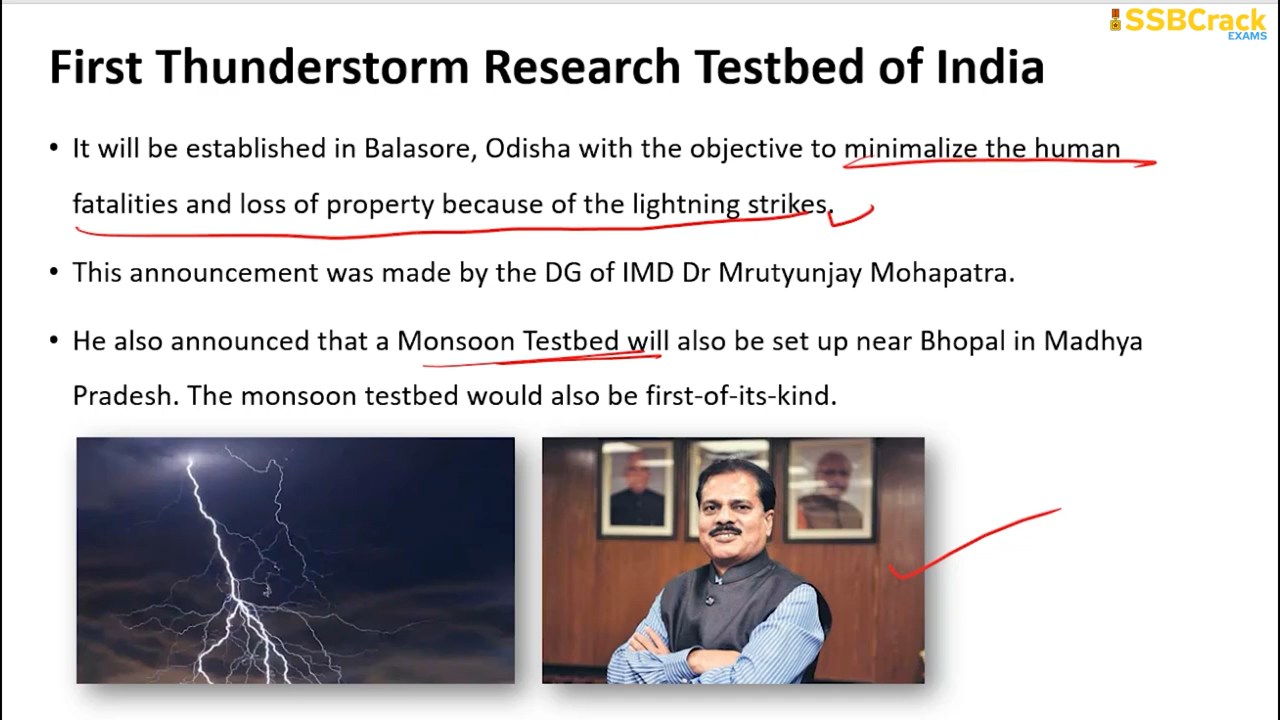 SSBCrack
EXAMS
First Thunderstorm Research Testbed of India
• It will be established in Balasore, Odisha with the objective to minimalize the human
fatalities and loss of property because of the lightning strikes.
• This announcement was made by the DG of IMD Dr Mrutyunjay Mohapatra.
• He also announced that a Monsoon Testbed will also be set up near Bhopal in Madhya
Pradesh. The monsoon testbed would also be first-of-its-kind.